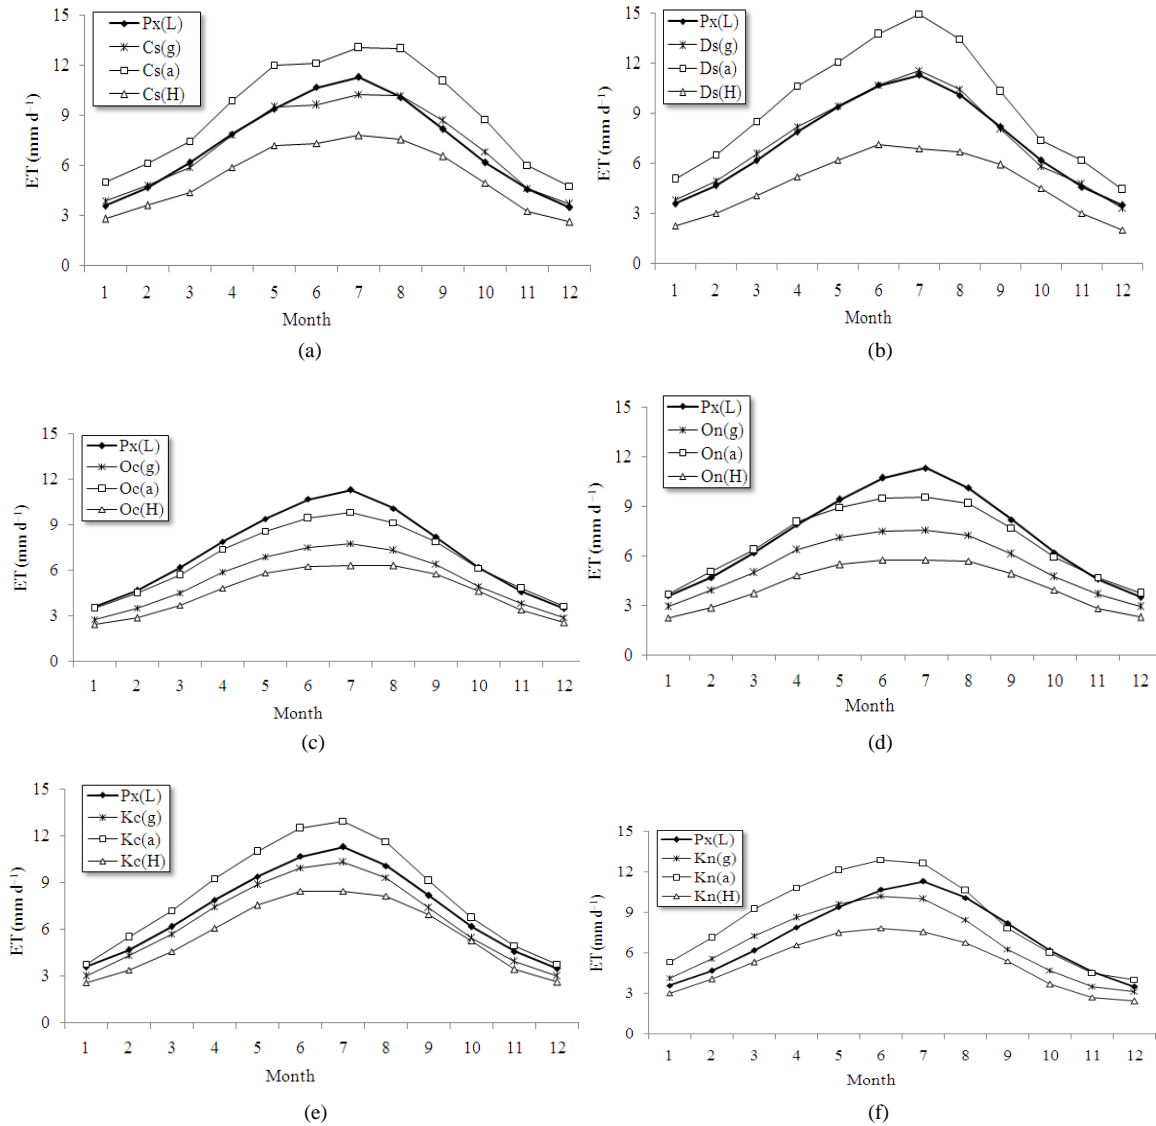 Px(L)
Cs(g)
Cs(a)
Cs(H)
ET (mm d⁻¹)
15
12
9
6
3
0
1 2 3 4 5 6 7 8 9 10 11 12
Month
(a)
Px(L)
Ds(g)
Ds(a)
Ds(H)
ET (mm d⁻¹)
15
12
9
6
3
0
1 2 3 4 5 6 7 8 9 10 11 12
Month
(b)
Px(L)
Oc(g)
Oc(a)
Oc(H)
ET (mm d⁻¹)
15
12
9
6
3
0
1 2 3 4 5 6 7 8 9 10 11 12
Month
(c)
Px(L)
On(g)
On(a)
On(H)
ET (mm d⁻¹)
15
12
9
6
3
0
1 2 3 4 5 6 7 8 9 10 11 12
Month
(d)
Px(L)
Kc(g)
Kc(a)
Kc(H)
ET (mm d⁻¹)
15
12
9
6
3
0
1 2 3 4 5 6 7 8 9 10 11 12
Month
(e)
Px(L)
Kn(g)
Kn(a)
Kn(H)
ET (mm d⁻¹)
15
12
9
6
3
0
1 2 3 4 5 6 7 8 9 10 11 12
Month
(f)